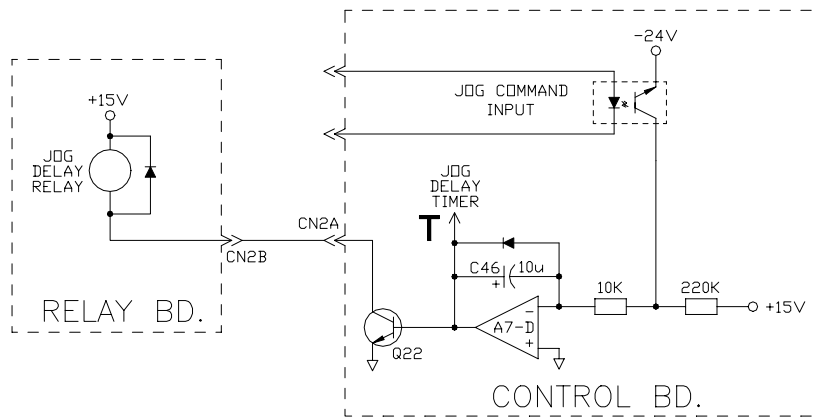 -24V
JOG COMMAND
INPUT
+15V
JOG
DELAY
RELAY
JOG
DELAY
TIMER
T
CN2A
CN2B
C46
10u
+
10K
220K
+15V
-
A7-D
+
Q22
RELAY BD.
CONTROL BD.